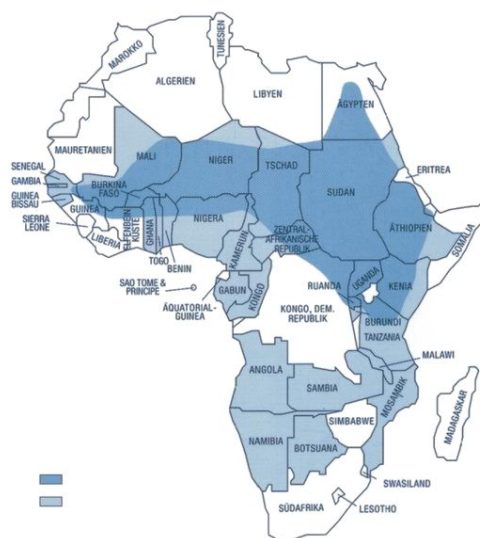 MAROKKO
TUNESIEN
ALGERIEN
LIBYEN
ÄGYPTEN
MAURETANIEN
MALI
NIGER
TSCHAD
SUDAN
ERITREA
SENEGAL
GAMBIA
GUINEA
BISSAU
BURKINA
FASO
GUINEA
SIERRA
LEONE
LIBERIA
ELFENBEIN
KÜSTE
GHANA
TOGO
BENIN
NIGERA
KAMERUN
ZENTRAL-
AFRIKANISCHE
REPUBLIK
ÄTHIOPIEN
SOMALIA
SAO TOME &
PRINCIPE
ÄQUATORIAL-
GUINEA
GABUN
KONGO
RUANDA
UGANDA
KENIA
KONGO, DEM.
REPUBLIK
BURUNDI
TANZANIA
MALAWI
ANGOLA
SAMBIA
MOSAMBIK
SIMBABWE
NAMIBIA
BOTSUANA
MADAGASKAR
SWASILAND
SÜDAFRIKA
LESOTHO